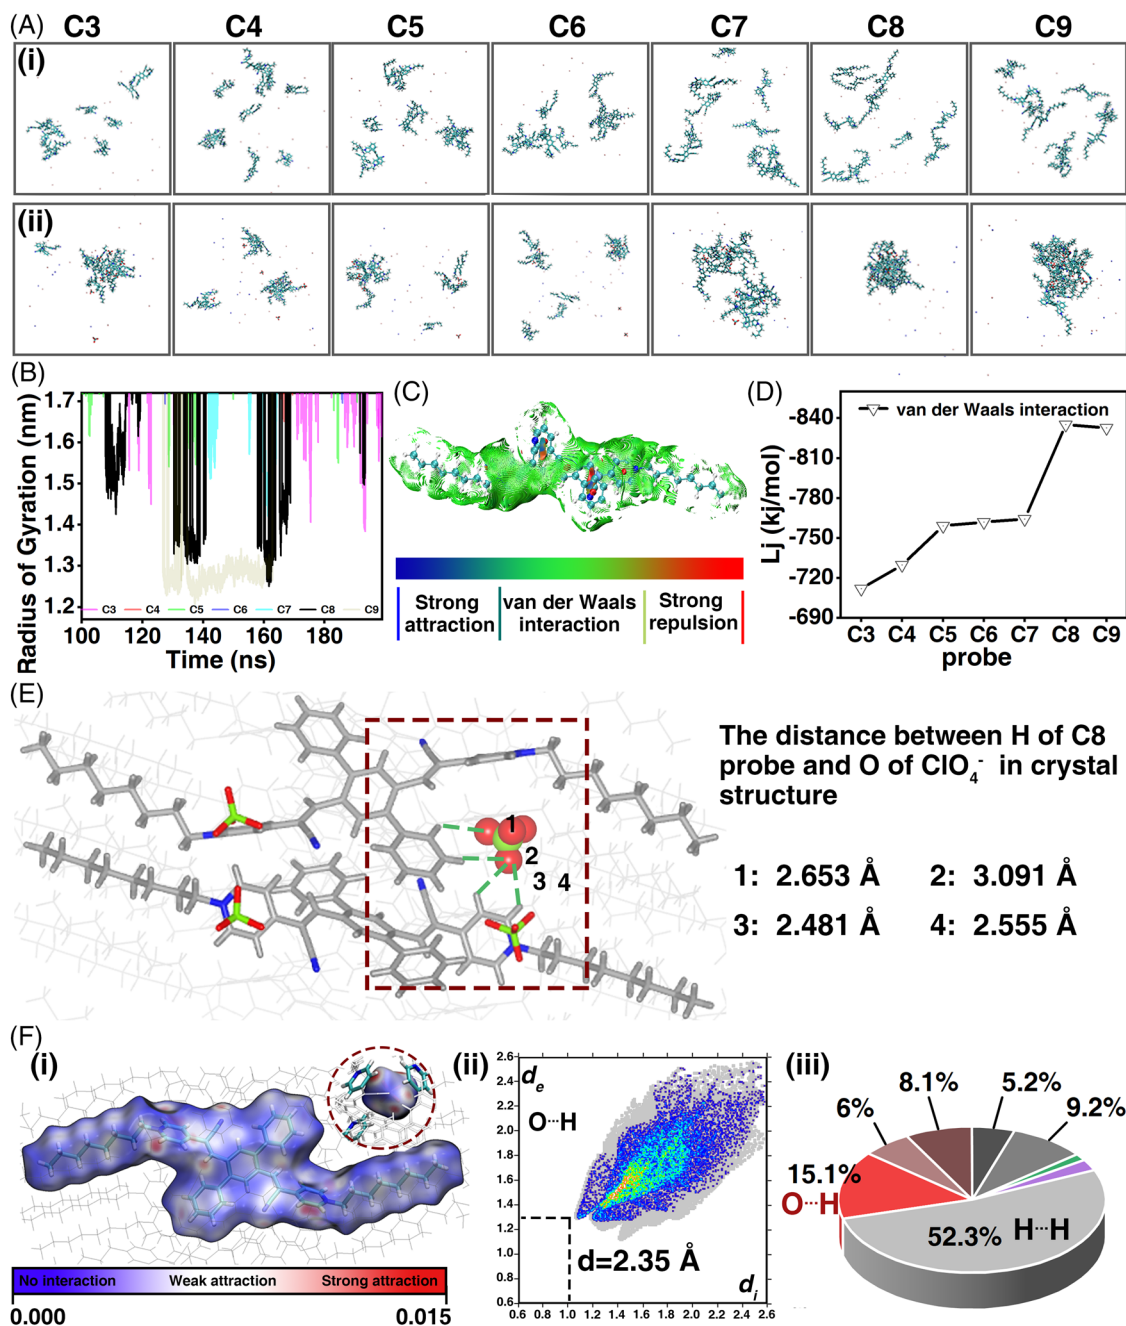 (A) C3 C4 C5 C6 C7 C8 C9
(i)
(ii)
(B)
Radius of Gyration (nm)
1.7
1.6
1.5
1.4
1.3
1.2
C3 C4 C5 C6 C7 C8 C9
100 120 140 160 180
Time (ns)
(C)
Strong attraction
van der Waals interaction
Strong repulsion
(D)
van der Waals interaction
Lj (kj/mol)
-840
-810
-780
-750
-720
-690
C3 C4 C5 C6 C7 C8 C9
probe
(E)
1
2
3 4
The distance between H of C8
probe and O of ClO₄⁻ in crystal
structure
1: 2.653 Å 2: 3.091 Å
3: 2.481 Å 4: 2.555 Å
(F)
(i)
No interaction Weak attraction Strong attraction
0.000 0.015
(ii)
2.6
2.4
2.2
2.0
1.8
1.6
1.4
1.2
1.0
0.8
0.6
de
O···H
d=2.35 Å
di
0.6 0.8 1.0 1.2 1.4 1.6 1.8 2.0 2.2 2.4 2.6
(iii)
8.1% 5.2%
6% 9.2%
15.1%
O···H
52.3% H···H